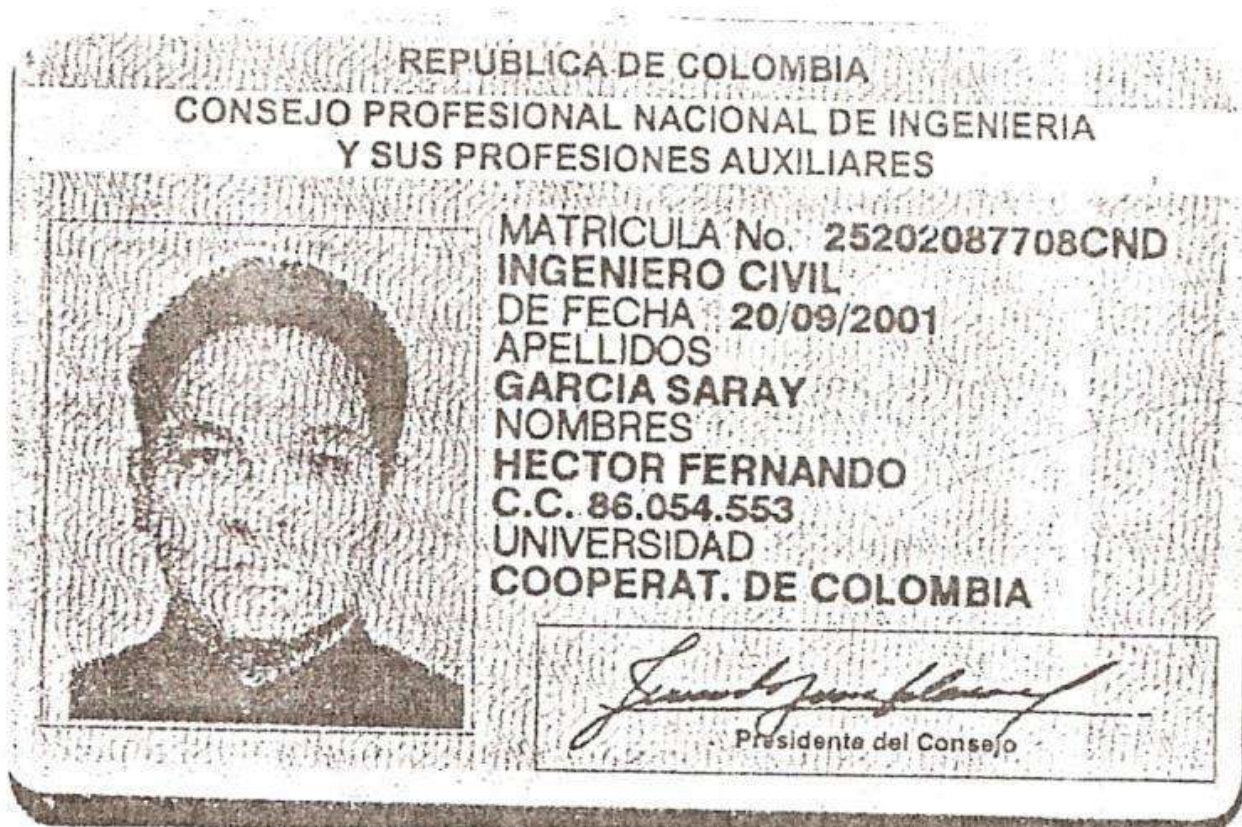 REPUBLICA DE COLOMBIA
CONSEJO PROFESIONAL NACIONAL DE INGENIERIA
Y SUS PROFESIONES AUXILIARES
MATRICULA No. 25202087708CND
INGENIERO CIVIL
DE FECHA 20/09/2001
APELLIDOS
GARCIA SARAY
NOMBRES
HECTOR FERNANDO
C.C. 86.054.553
UNIVERSIDAD
COOPERAT. DE COLOMBIA
Presidente del Consejo